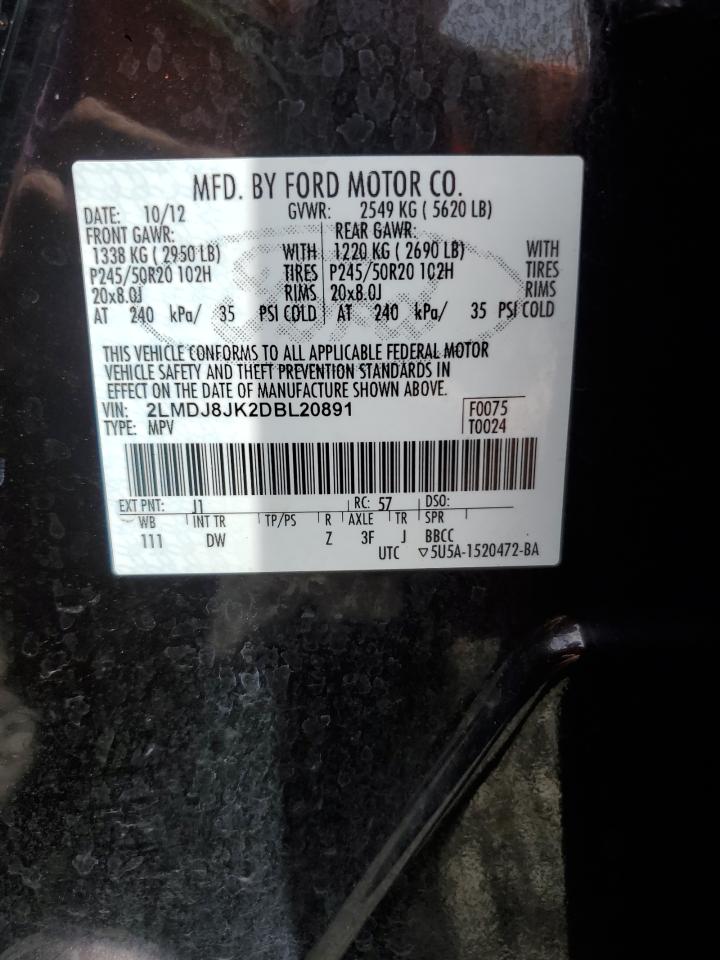 MFD. BY FORD MOTOR CO.
DATE: 10/12 GVWR: 2549 KG ( 5620 LB)
FRONT GAWR: REAR GAWR:
1338 KG ( 2950 LB) WITH 1220 KG ( 2690 LB) WITH
P245/50R20 102H TIRES P245/50R20 102H TIRES
20x8.0J RIMS 20x8.0J RIMS
AT 240 kPa/ 35 PSI COLD AT 240 kPa/ 35 PSI COLD
THIS VEHICLE CONFORMS TO ALL APPLICABLE FEDERAL MOTOR
VEHICLE SAFETY AND THEFT PREVENTION STANDARDS IN
EFFECT ON THE DATE OF MANUFACTURE SHOWN ABOVE.
VIN: 2LMDJ8JK2DBL20891 F0075
TYPE: MPV T0024
EXT PNT: J1 RC: 57 DSO:
WB INT TR TP/PS R AXLE TR SPR
111 DW Z 3F J BBCC
UTC ▽5U5A-1520472-BA